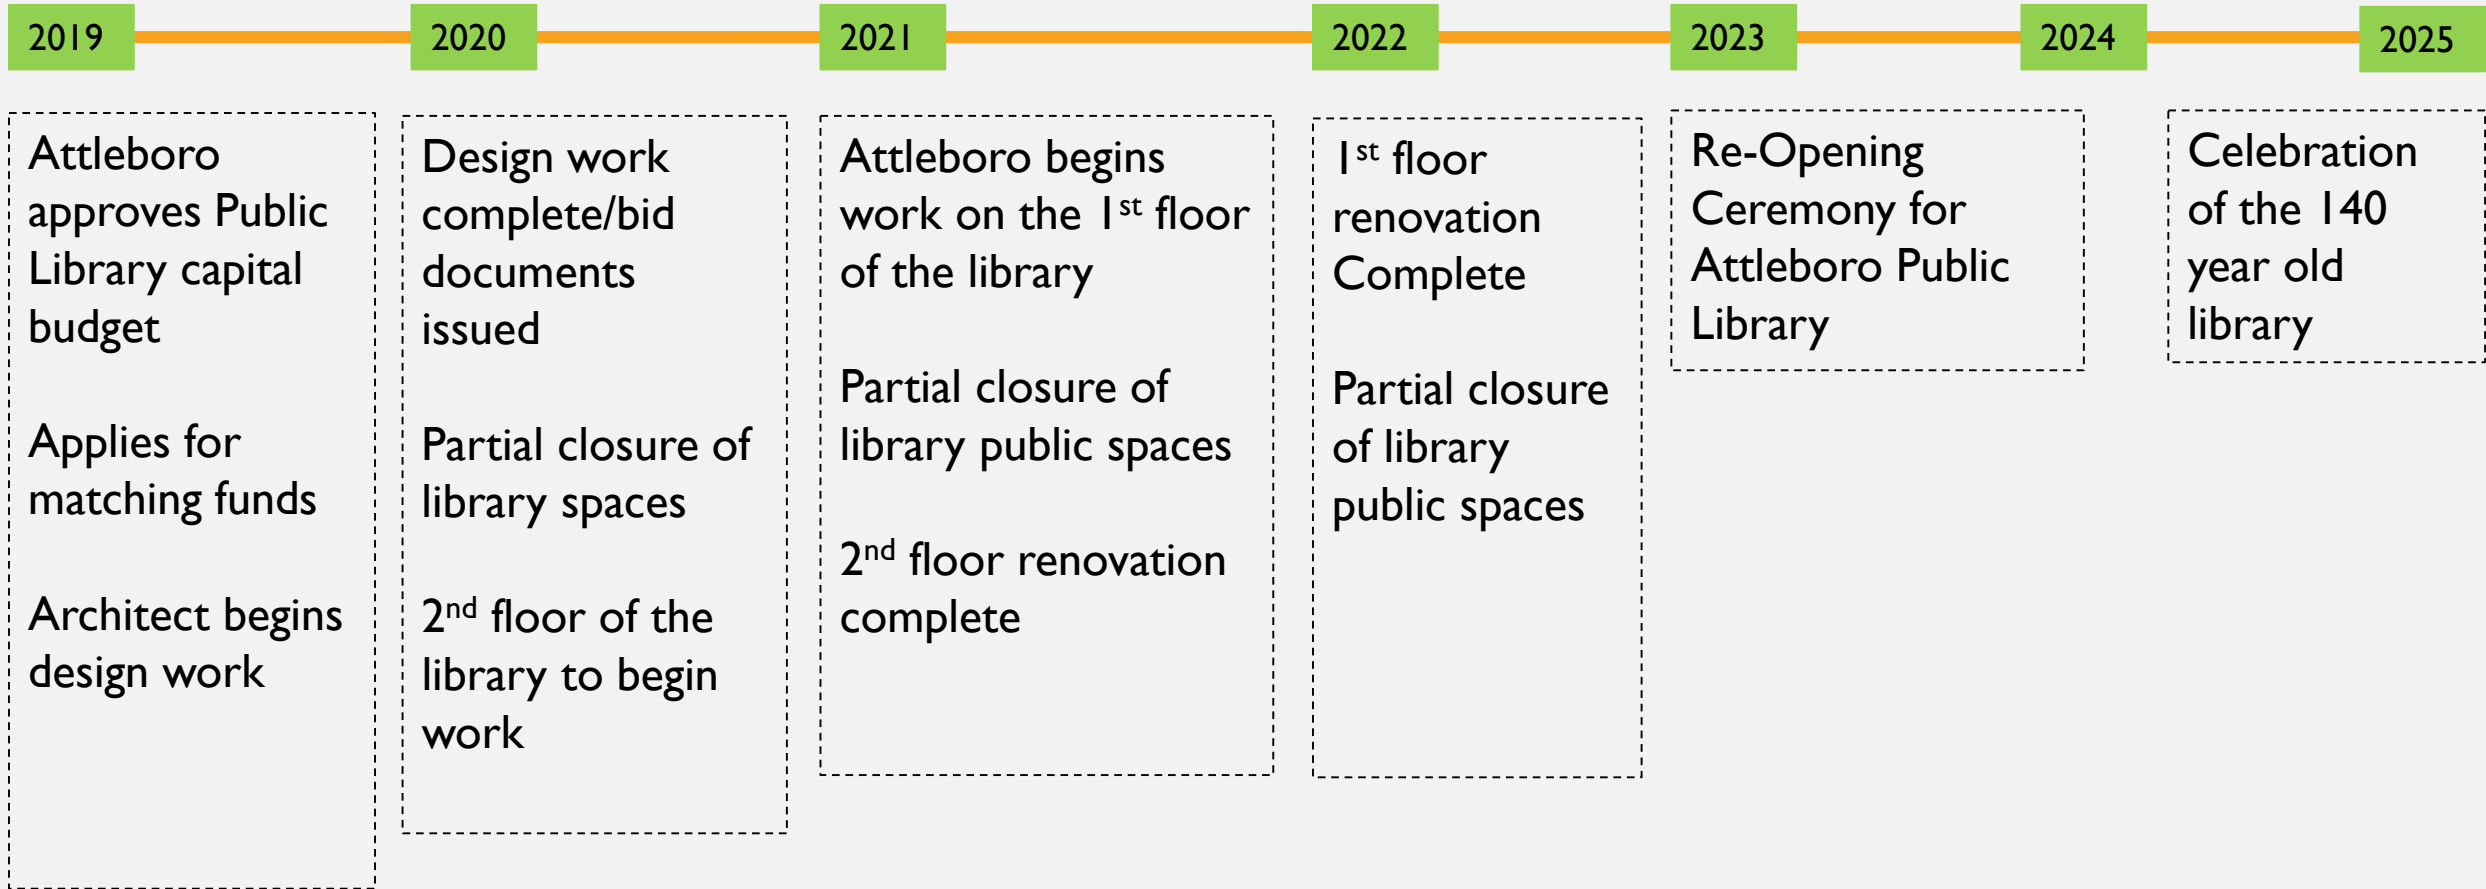 2019
2020
2021
2022
2023
2024
2025
Attleboro
approves Public
Library capital
budget
Applies for
matching funds
Architect begins
design work
Design work
complete/bid
documents
issued
Partial closure of
library spaces
2nd floor of the
library to begin
work
Attleboro begins
work on the 1st floor
of the library
Partial closure of
library public spaces
2nd floor renovation
complete
1st floor
renovation
Complete
Partial closure
of library
public spaces
Re-Opening
Ceremony for
Attleboro Public
Library
Celebration
of the 140
year old
library